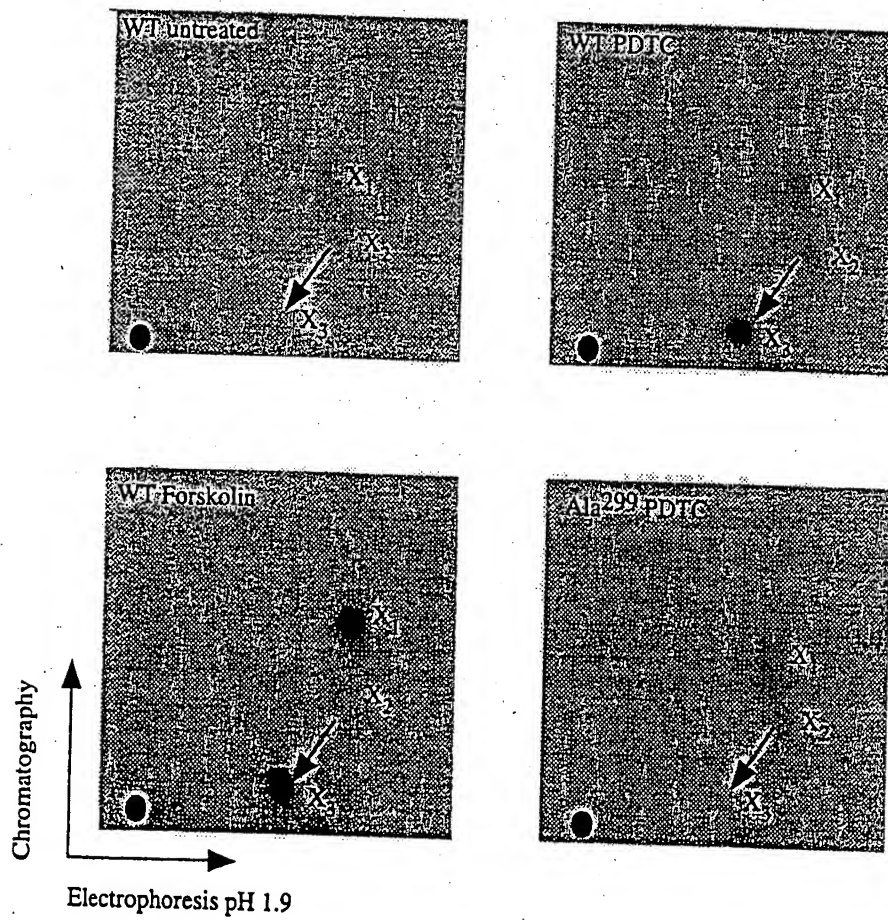 WT untreated
X1
X2
X3
WT PDTC
X
X2
X3
WT Forskolin
X1
X2
X3
Ala299 PDTC
X1
X2
X3
Chromatography
Electrophoresis pH 1.9